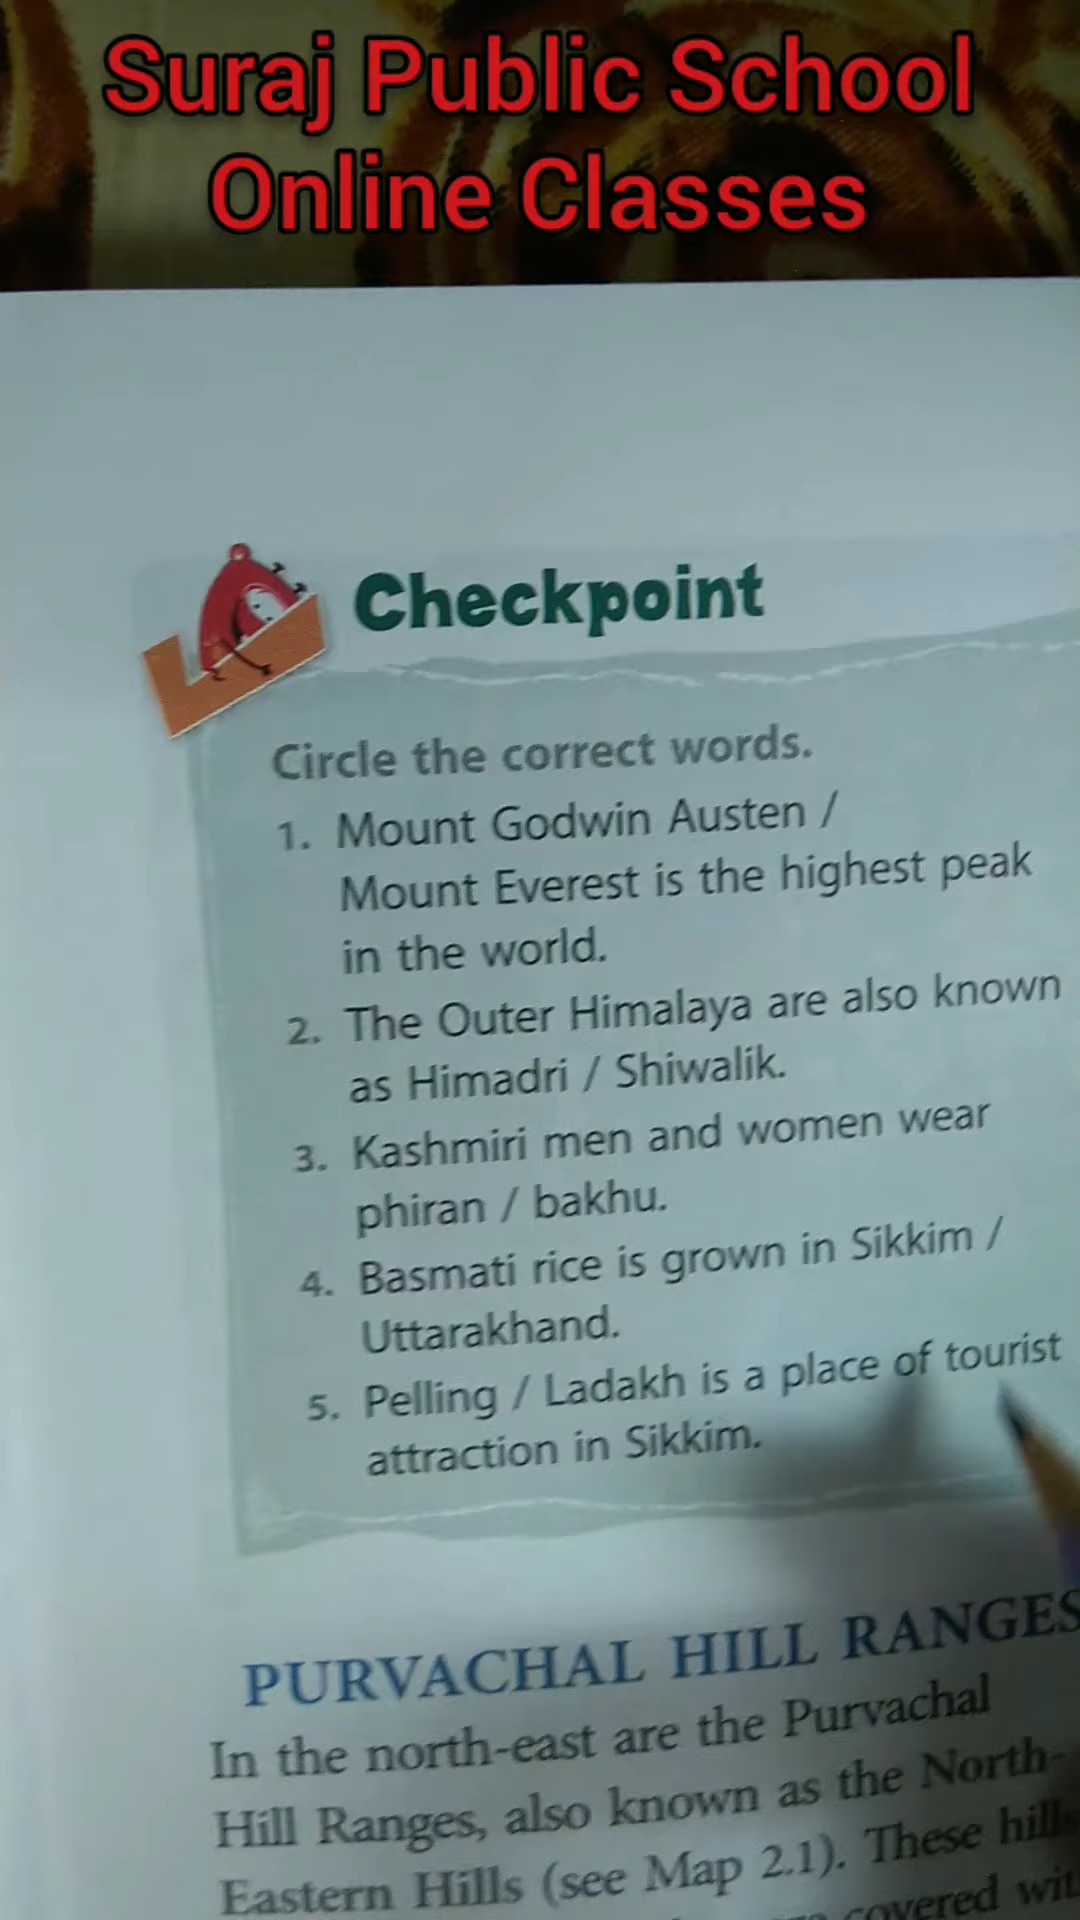 Suraj Public School
Online Classes
Checkpoint
Circle the correct words.
1. Mount Godwin Austen /
Mount Everest is the highest peak
in the world.
2. The Outer Himalaya are also known
as Himadri / Shiwalik.
3. Kashmiri men and women wear
phiran / bakhu.
4. Basmati rice is grown in Sikkim /
Uttarakhand.
5. Pelling / Ladakh is a place of tourist
attraction in Sikkim.
PURVACHAL HILL RANGES
In the north-east are the Purvachal
Hill Ranges, also known as the North-
Eastern Hills (see Map 2.1). These hills
covered with